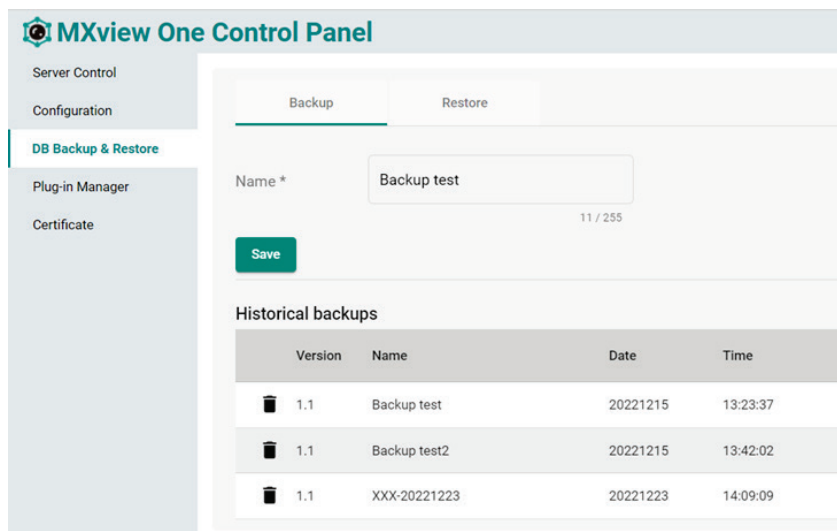 MXview One Control Panel
Server Control
Configuration
DB Backup & Restore
Plug-in Manager
Certificate
Backup Restore
Name * Backup test
11 / 255
Save
Historical backups
Version Name Date Time
1.1 Backup test 20221215 13:23:37
1.1 Backup test2 20221215 13:42:02
1.1 XXX-20221223 20221223 14:09:09